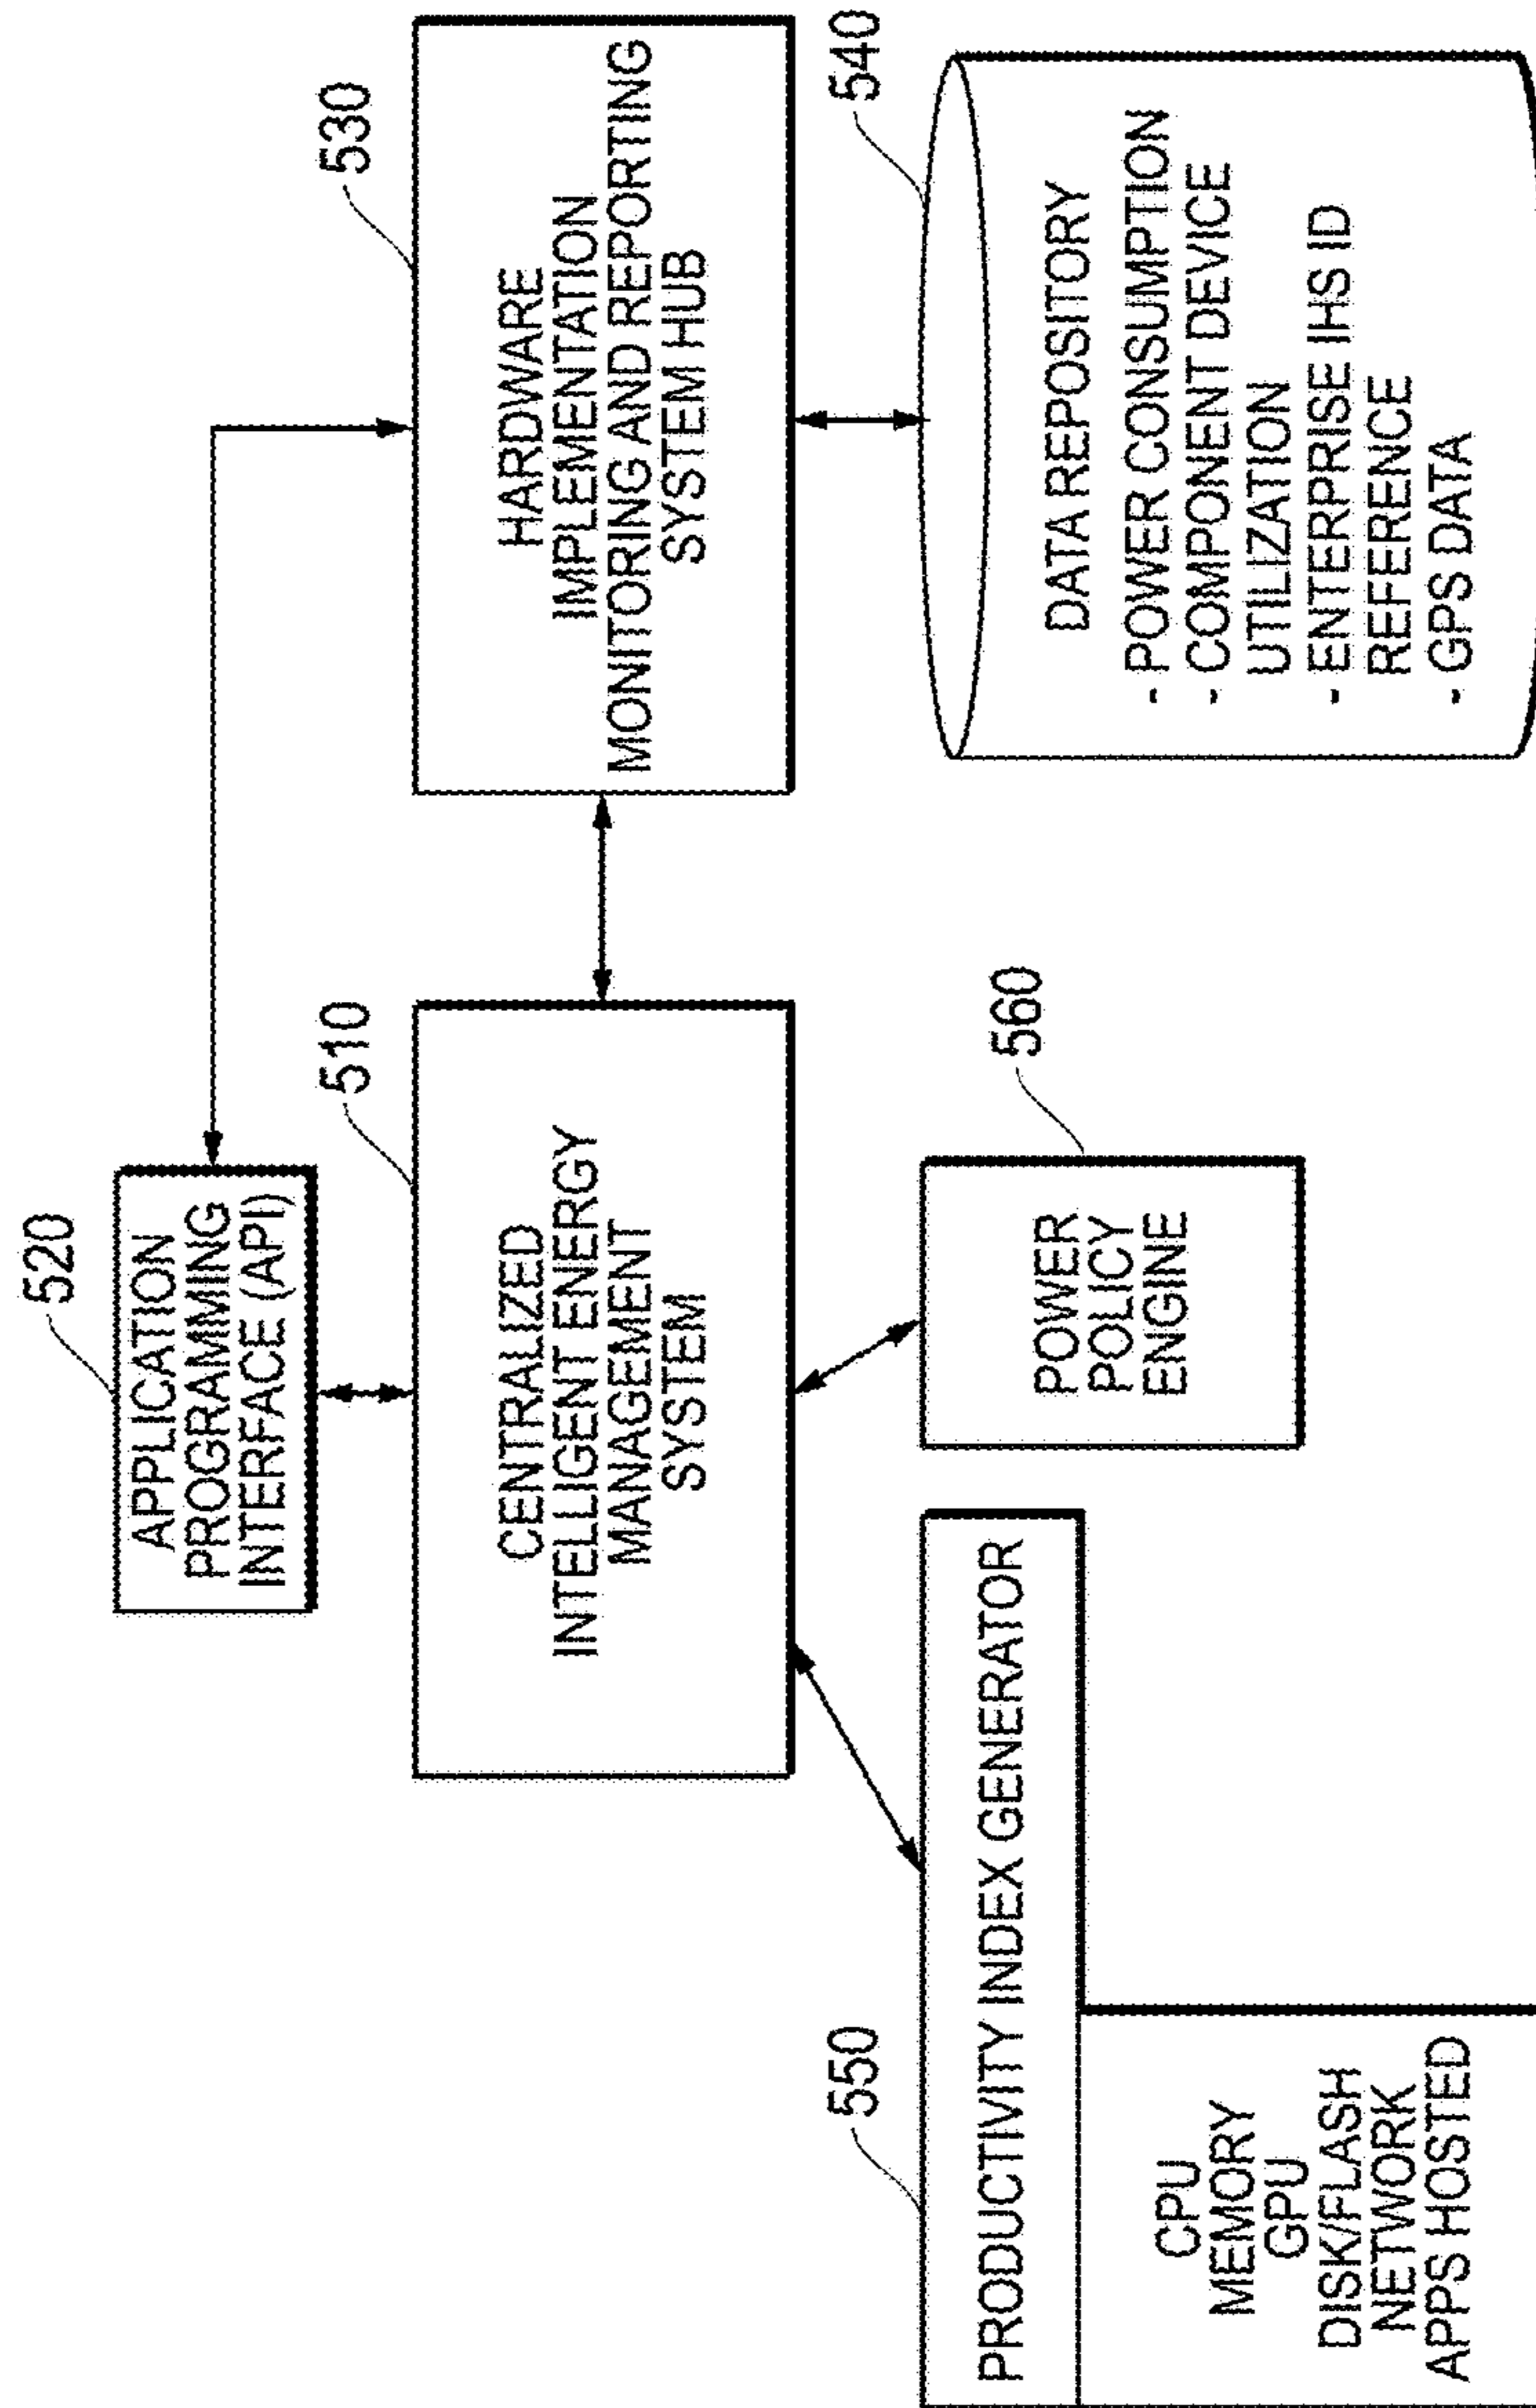 520
APPLICATION
PROGRAMMING
INTERFACE (API)
510
CENTRALIZED
INTELLIGENT ENERGY
MANAGEMENT
SYSTEM
530
HARDWARE
IMPLEMENTATION
MONITORING AND REPORTING
SYSTEM HUB
550
PRODUCTIVITY INDEX GENERATOR
CPU
MEMORY
GPU
DISK/FLASH
NETWORK
APPS HOSTED
560
POWER
POLICY
ENGINE
540
DATA REPOSITORY
- POWER CONSUMPTION
- COMPONENT DEVICE
UTILIZATION
- ENTERPRISE IHS ID
REFERENCE
- GPS DATA